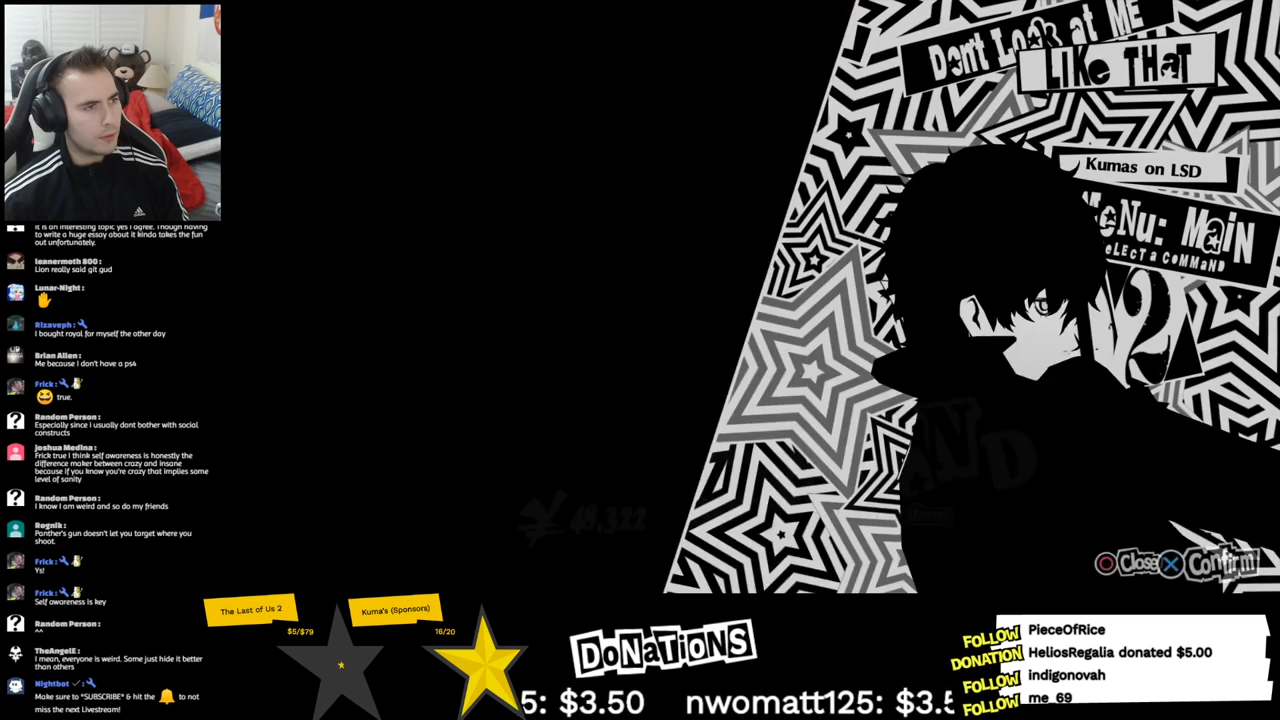 it is an interesting topic yes I agree. Though having
to write a huge essay about it kinda takes the fun
out unfortunately.
leanermoth 800 :
Lion really said git gud
Lunar-Night :
Rizaveph :
I bought royal for myself the other day
Brian Allen :
Me because I don't have a ps4
Frick :
true.
Random Person :
Especially since i usually dont bother with social
constructs
joshua Medina :
Frick true I think self awareness is honestly the
difference maker between crazy and insane
because if you know you're crazy that implies some
level of sanity
Random Person :
I know I am weird and so do my friends
Rognik :
Panther's gun doesn't let you target where you
shoot.
Frick :
Ys!
Frick :
Self awareness is key
Random Person :
^^
TheAngelE :
I mean, everyone is weird. Some just hide it better
than others
Nightbot ✓ :
Make sure to *SUBSCRIBE* & hit the 🔔 to not
miss the next Livestream!
Don't Look at ME
LIKe THaT
Kumas on LSD
MeNu: MaiN
SeLeCT a COMMaND
¥ 48,322
Close Confirm
The Last of Us 2
$5/$79
Kuma's (Sponsors)
16/20
DoNaTioNS
5: $3.50 nwomatt125: $3.5
FOLLOW PieceOfRice
DONATION HeliosRegalia donated $5.00
FOLLOW indigonovah
FOLLOW me 69